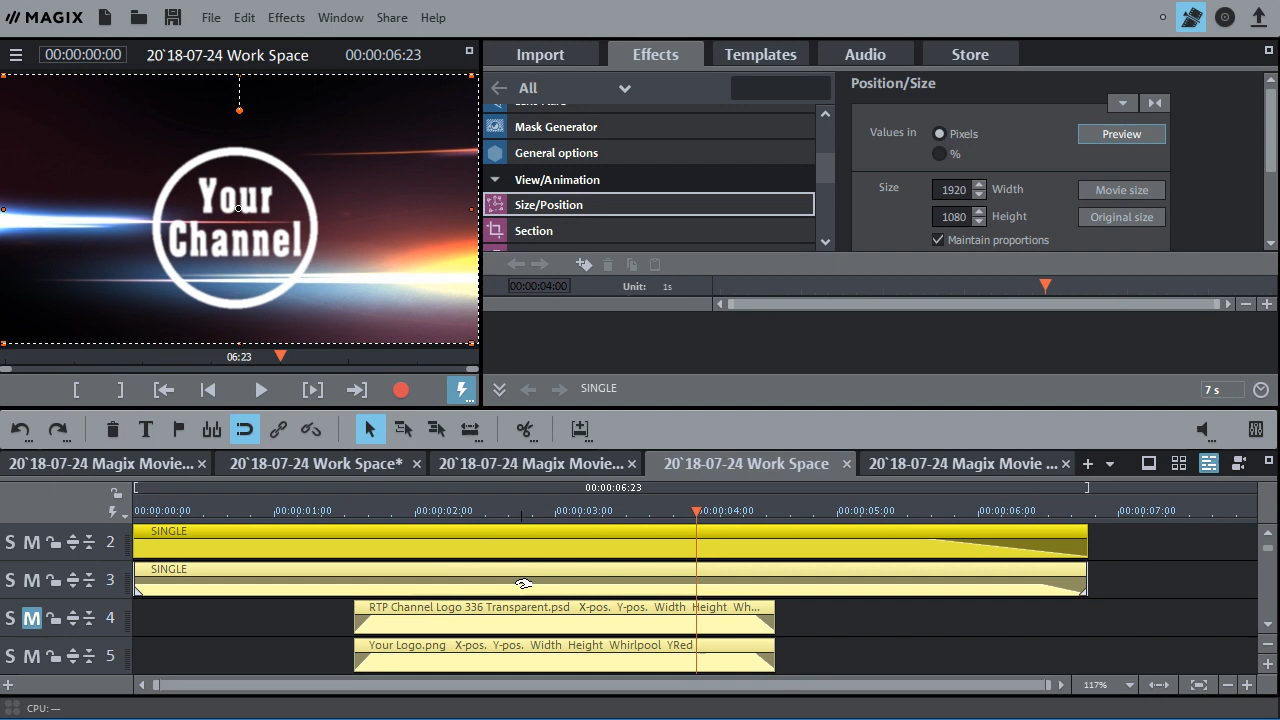 MAGIX File Edit Effects Window Share Help
00:00:00:00 20`18-07-24 Work Space 00:00:06:23
Import Effects Templates Audio Store
All
Mask Generator
General options
View/Animation
Size/Position
Section
Position/Size
Values in Pixels Preview
%
Size 1920 Width Movie size
1080 Height Original size
Maintain proportions
Your
Channel
00:00:04:00 Unit: 1s
06:23
[ ]
SINGLE 7 s
20`18-07-24 Magix Movie... 20`18-07-24 Work Space* 20`18-07-24 Magix Movie... 20`18-07-24 Work Space 20`18-07-24 Magix Movie ...
00:00:06:23
00:00:00:00 00:00:01:00 00:00:02:00 00:00:03:00 00:00:04:00 00:00:05:00 00:00:06:00 00:00:07:00
SINGLE
S M 2
SINGLE
S M 3
RTP Channel Logo 336 Transparent.psd X-pos. Y-pos. Width Height Wh...
S M 4
Your Logo.png X-pos. Y-pos. Width Height Whirlpool YRed
S M 5
117%
CPU: —